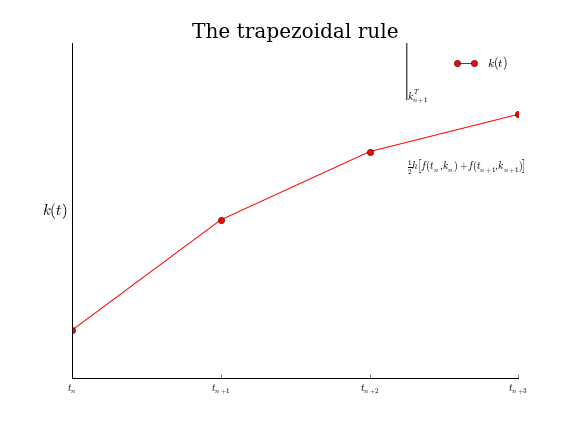 The trapezoidal rule
k(t)
k^T_{n+1}
½h[f(t_n,k_n)+f(t_{n+1},k_{n+1})]
k(t)
t_n t_{n+1} t_{n+2} t_{n+3}